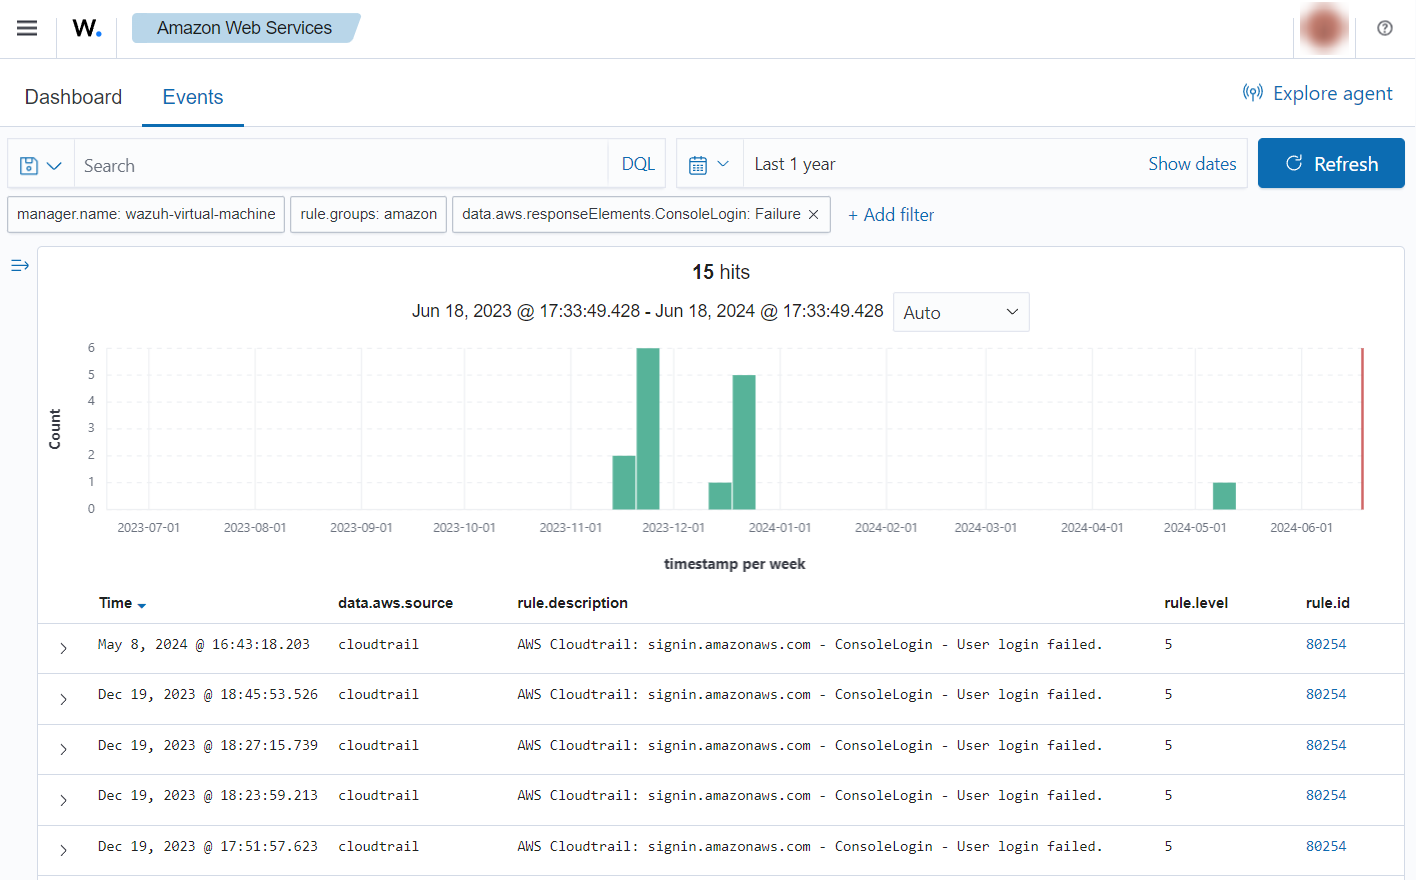 W. Amazon Web Services
Dashboard Events Explore agent
Search DQL Last 1 year Show dates Refresh
manager.name: wazuh-virtual-machine rule.groups: amazon data.aws.responseElements.ConsoleLogin: Failure × + Add filter
15 hits
Jun 18, 2023 @ 17:33:49.428 - Jun 18, 2024 @ 17:33:49.428 Auto
6
5
4
3
2
1
0
Count
2023-07-01 2023-08-01 2023-09-01 2023-10-01 2023-11-01 2023-12-01 2024-01-01 2024-02-01 2024-03-01 2024-04-01 2024-05-01 2024-06-01
timestamp per week
Time data.aws.source rule.description rule.level rule.id
May 8, 2024 @ 16:43:18.203 cloudtrail AWS Cloudtrail: signin.amazonaws.com - ConsoleLogin - User login failed. 5 80254
Dec 19, 2023 @ 18:45:53.526 cloudtrail AWS Cloudtrail: signin.amazonaws.com - ConsoleLogin - User login failed. 5 80254
Dec 19, 2023 @ 18:27:15.739 cloudtrail AWS Cloudtrail: signin.amazonaws.com - ConsoleLogin - User login failed. 5 80254
Dec 19, 2023 @ 18:23:59.213 cloudtrail AWS Cloudtrail: signin.amazonaws.com - ConsoleLogin - User login failed. 5 80254
Dec 19, 2023 @ 17:51:57.623 cloudtrail AWS Cloudtrail: signin.amazonaws.com - ConsoleLogin - User login failed. 5 80254